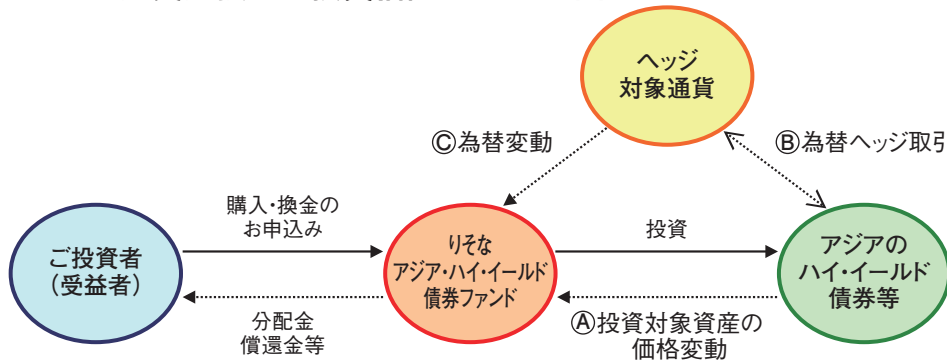 ヘッジ
対象通貨
Ⓒ為替変動
Ⓑ為替ヘッジ取引
購入・換金の
お申込み
ご投資者
(受益者)
りそな
アジア・ハイ・イールド
債券ファンド
投資
アジアの
ハイ・イールド
債券等
分配金
償還金等
Ⓐ投資対象資産の
価格変動